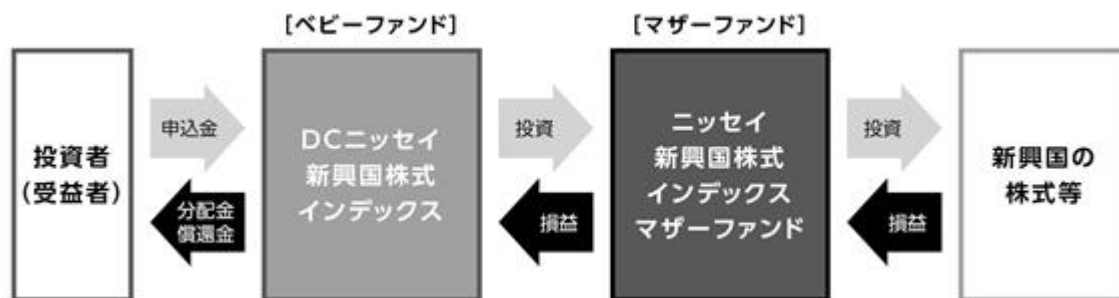 [ベビーファンド]
[マザーファンド]
投資者
(受益者)
申込金
分配金
償還金
DCニッセイ
新興国株式
インデックス
投資
損益
ニッセイ
新興国株式
インデックス
マザーファンド
投資
損益
新興国の
株式等